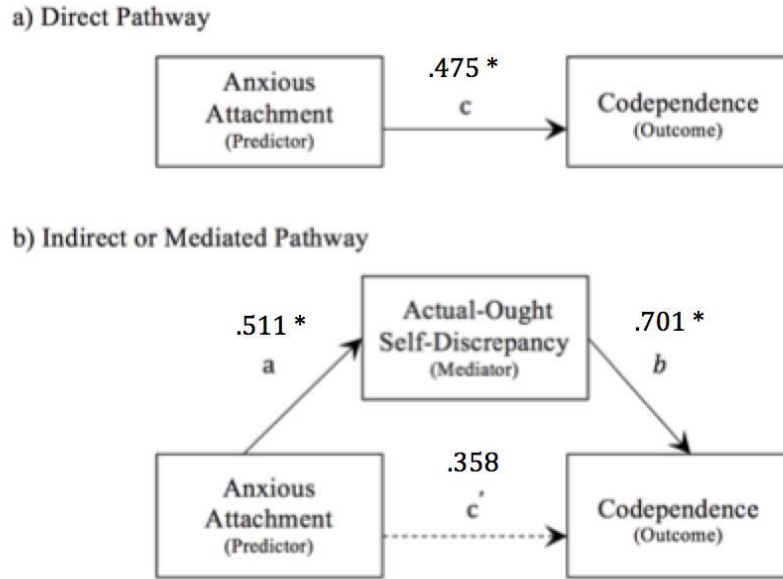 a) Direct Pathway
Anxious
Attachment
(Predictor)
.475 *
c
Codependence
(Outcome)
b) Indirect or Mediated Pathway
.511 *
a
Actual-Ought
Self-Discrepancy
(Mediator)
.701 *
b
Anxious
Attachment
(Predictor)
.358
c'
Codependence
(Outcome)